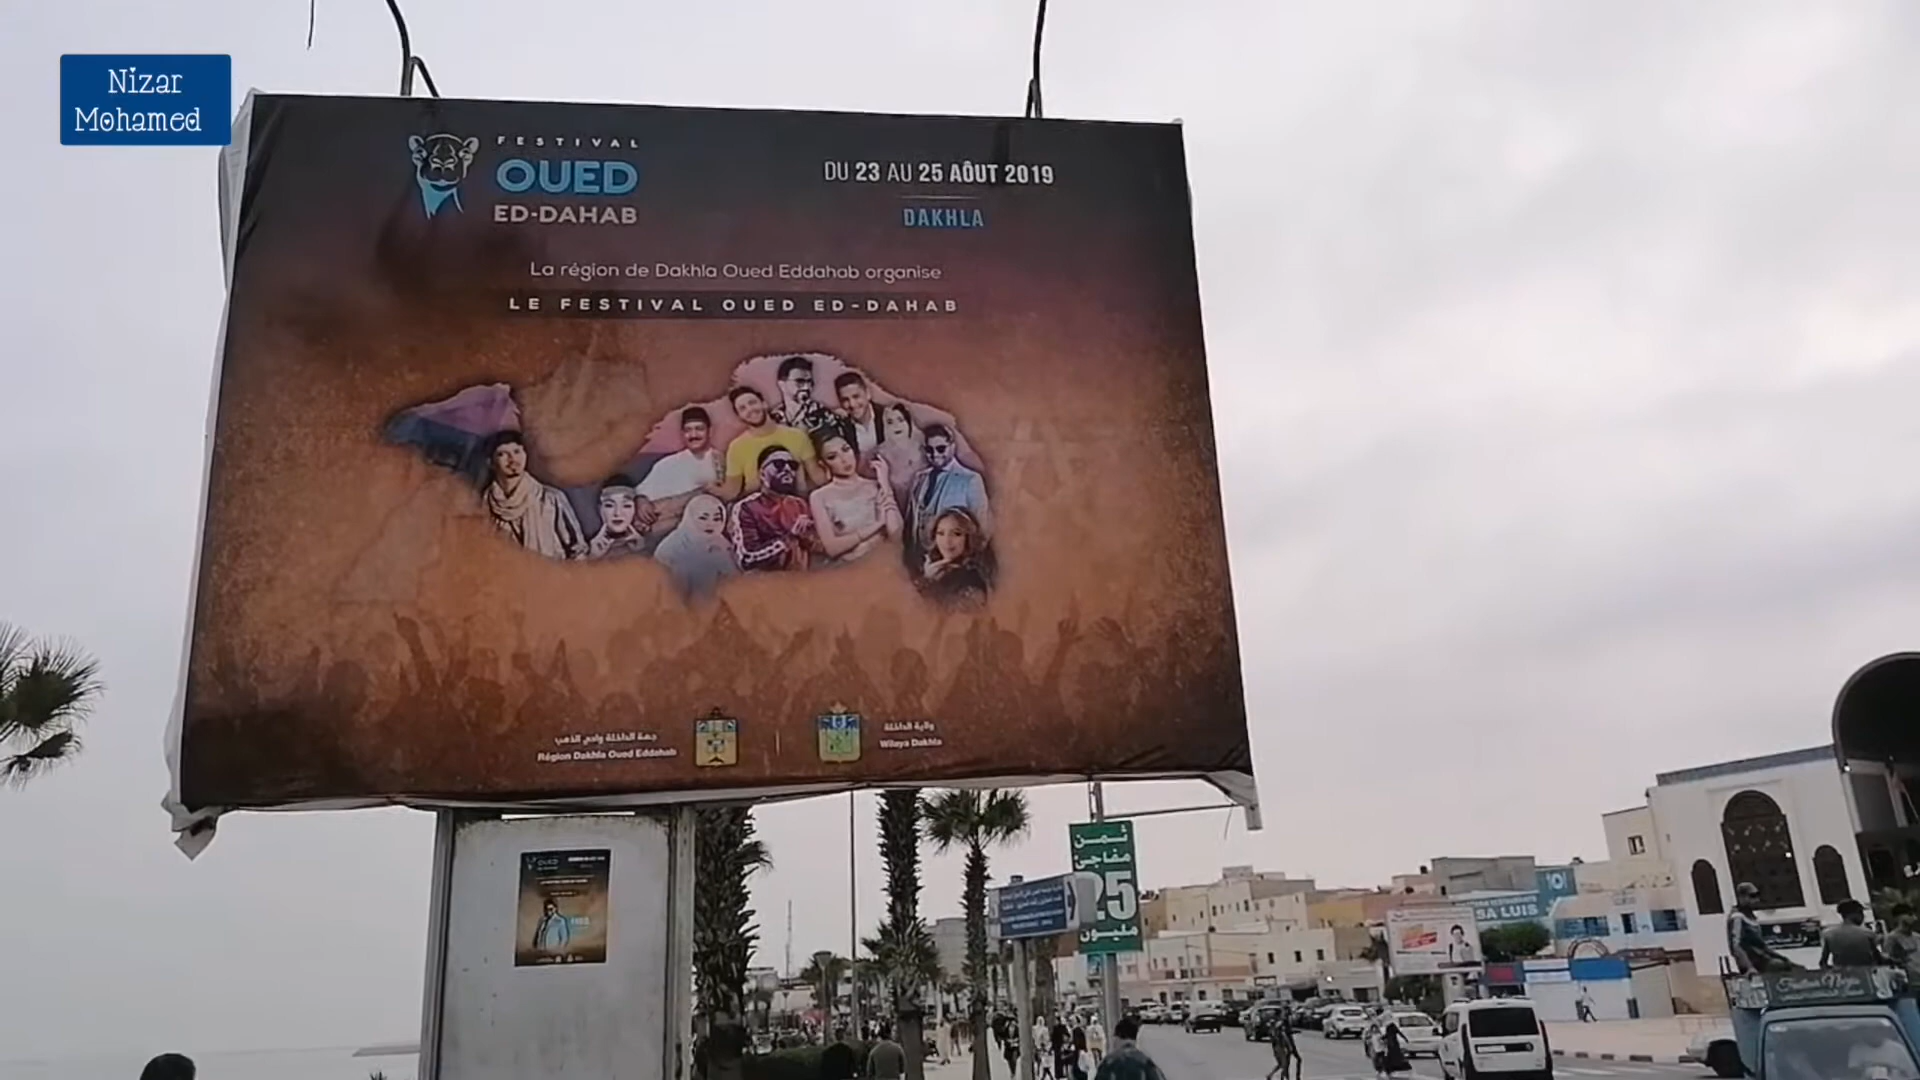 Nizar
Mohamed
FESTIVAL
OUED
ED-DAHAB
DU 23 AU 25 AÔUT 2019
DAKHLA
La région de Dakhla Oued Eddahab organise
LE FESTIVAL OUED ED-DAHAB
جهة الداخلة وادي الذهب
Région Dakhla Oued Eddahab
ولاية الداخلة
Wilaya Dakhla
OUED
ثمن
مفاجئ
25
مليون
SA LUIS